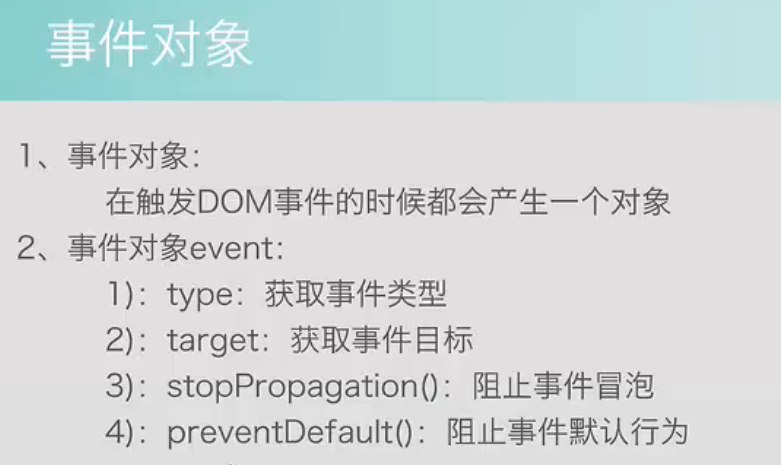 事件对象
1、事件对象：
在触发DOM事件的时候都会产生一个对象
2、事件对象event：
1)：type：获取事件类型
2)：target：获取事件目标
3)：stopPropagation()：阻止事件冒泡
4)：preventDefault()：阻止事件默认行为